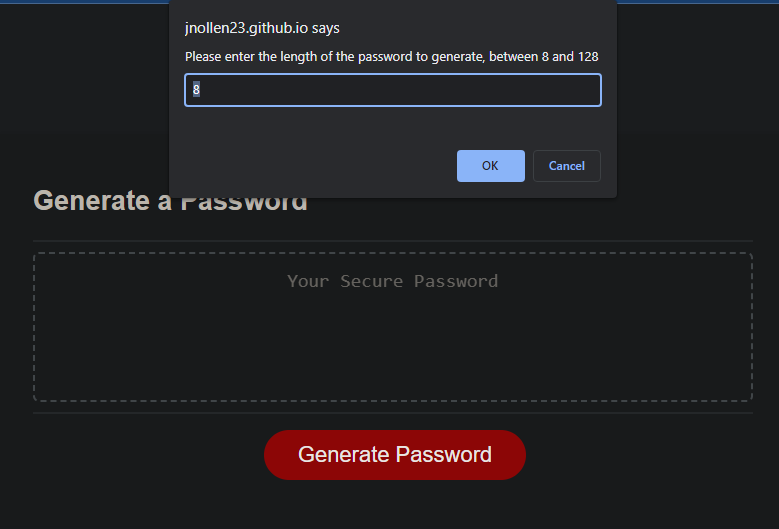 jnollen23.github.io says
Please enter the length of the password to generate, between 8 and 128
8
OK
Cancel
Generate a Password
Your Secure Password
Generate Password